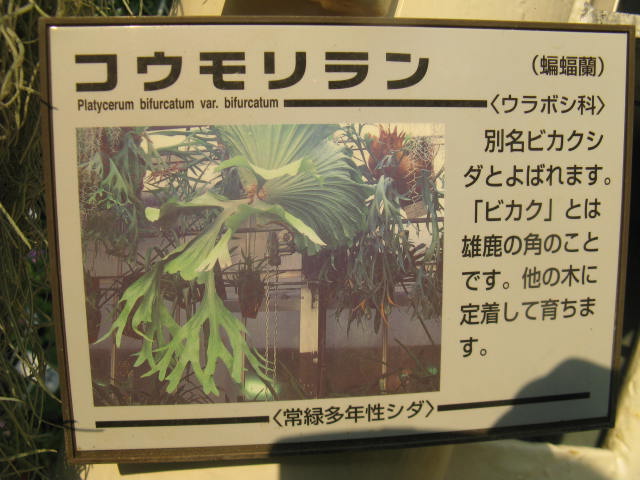 コウモリラン
(蝙蝠蘭)
Platycerum bifurcatum var. bifurcatum
〈ウラボシ科〉
別名ビカクシ
ダとよばれます。
「ビカク」とは
雄鹿の角のこと
です。他の木に
定着して育ちま
す。
〈常緑多年性シダ〉